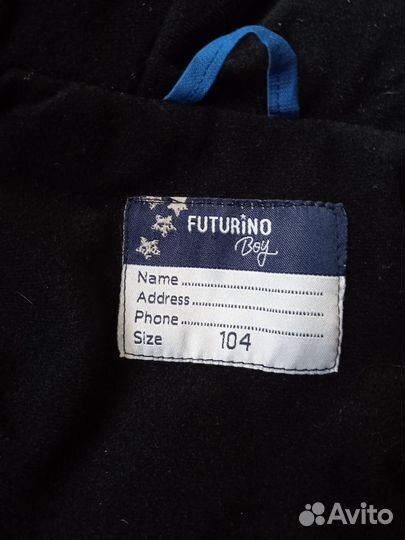 FUTURINO
Boy
Name..............................
Address..........................
Phone............................
Size 104
Avito